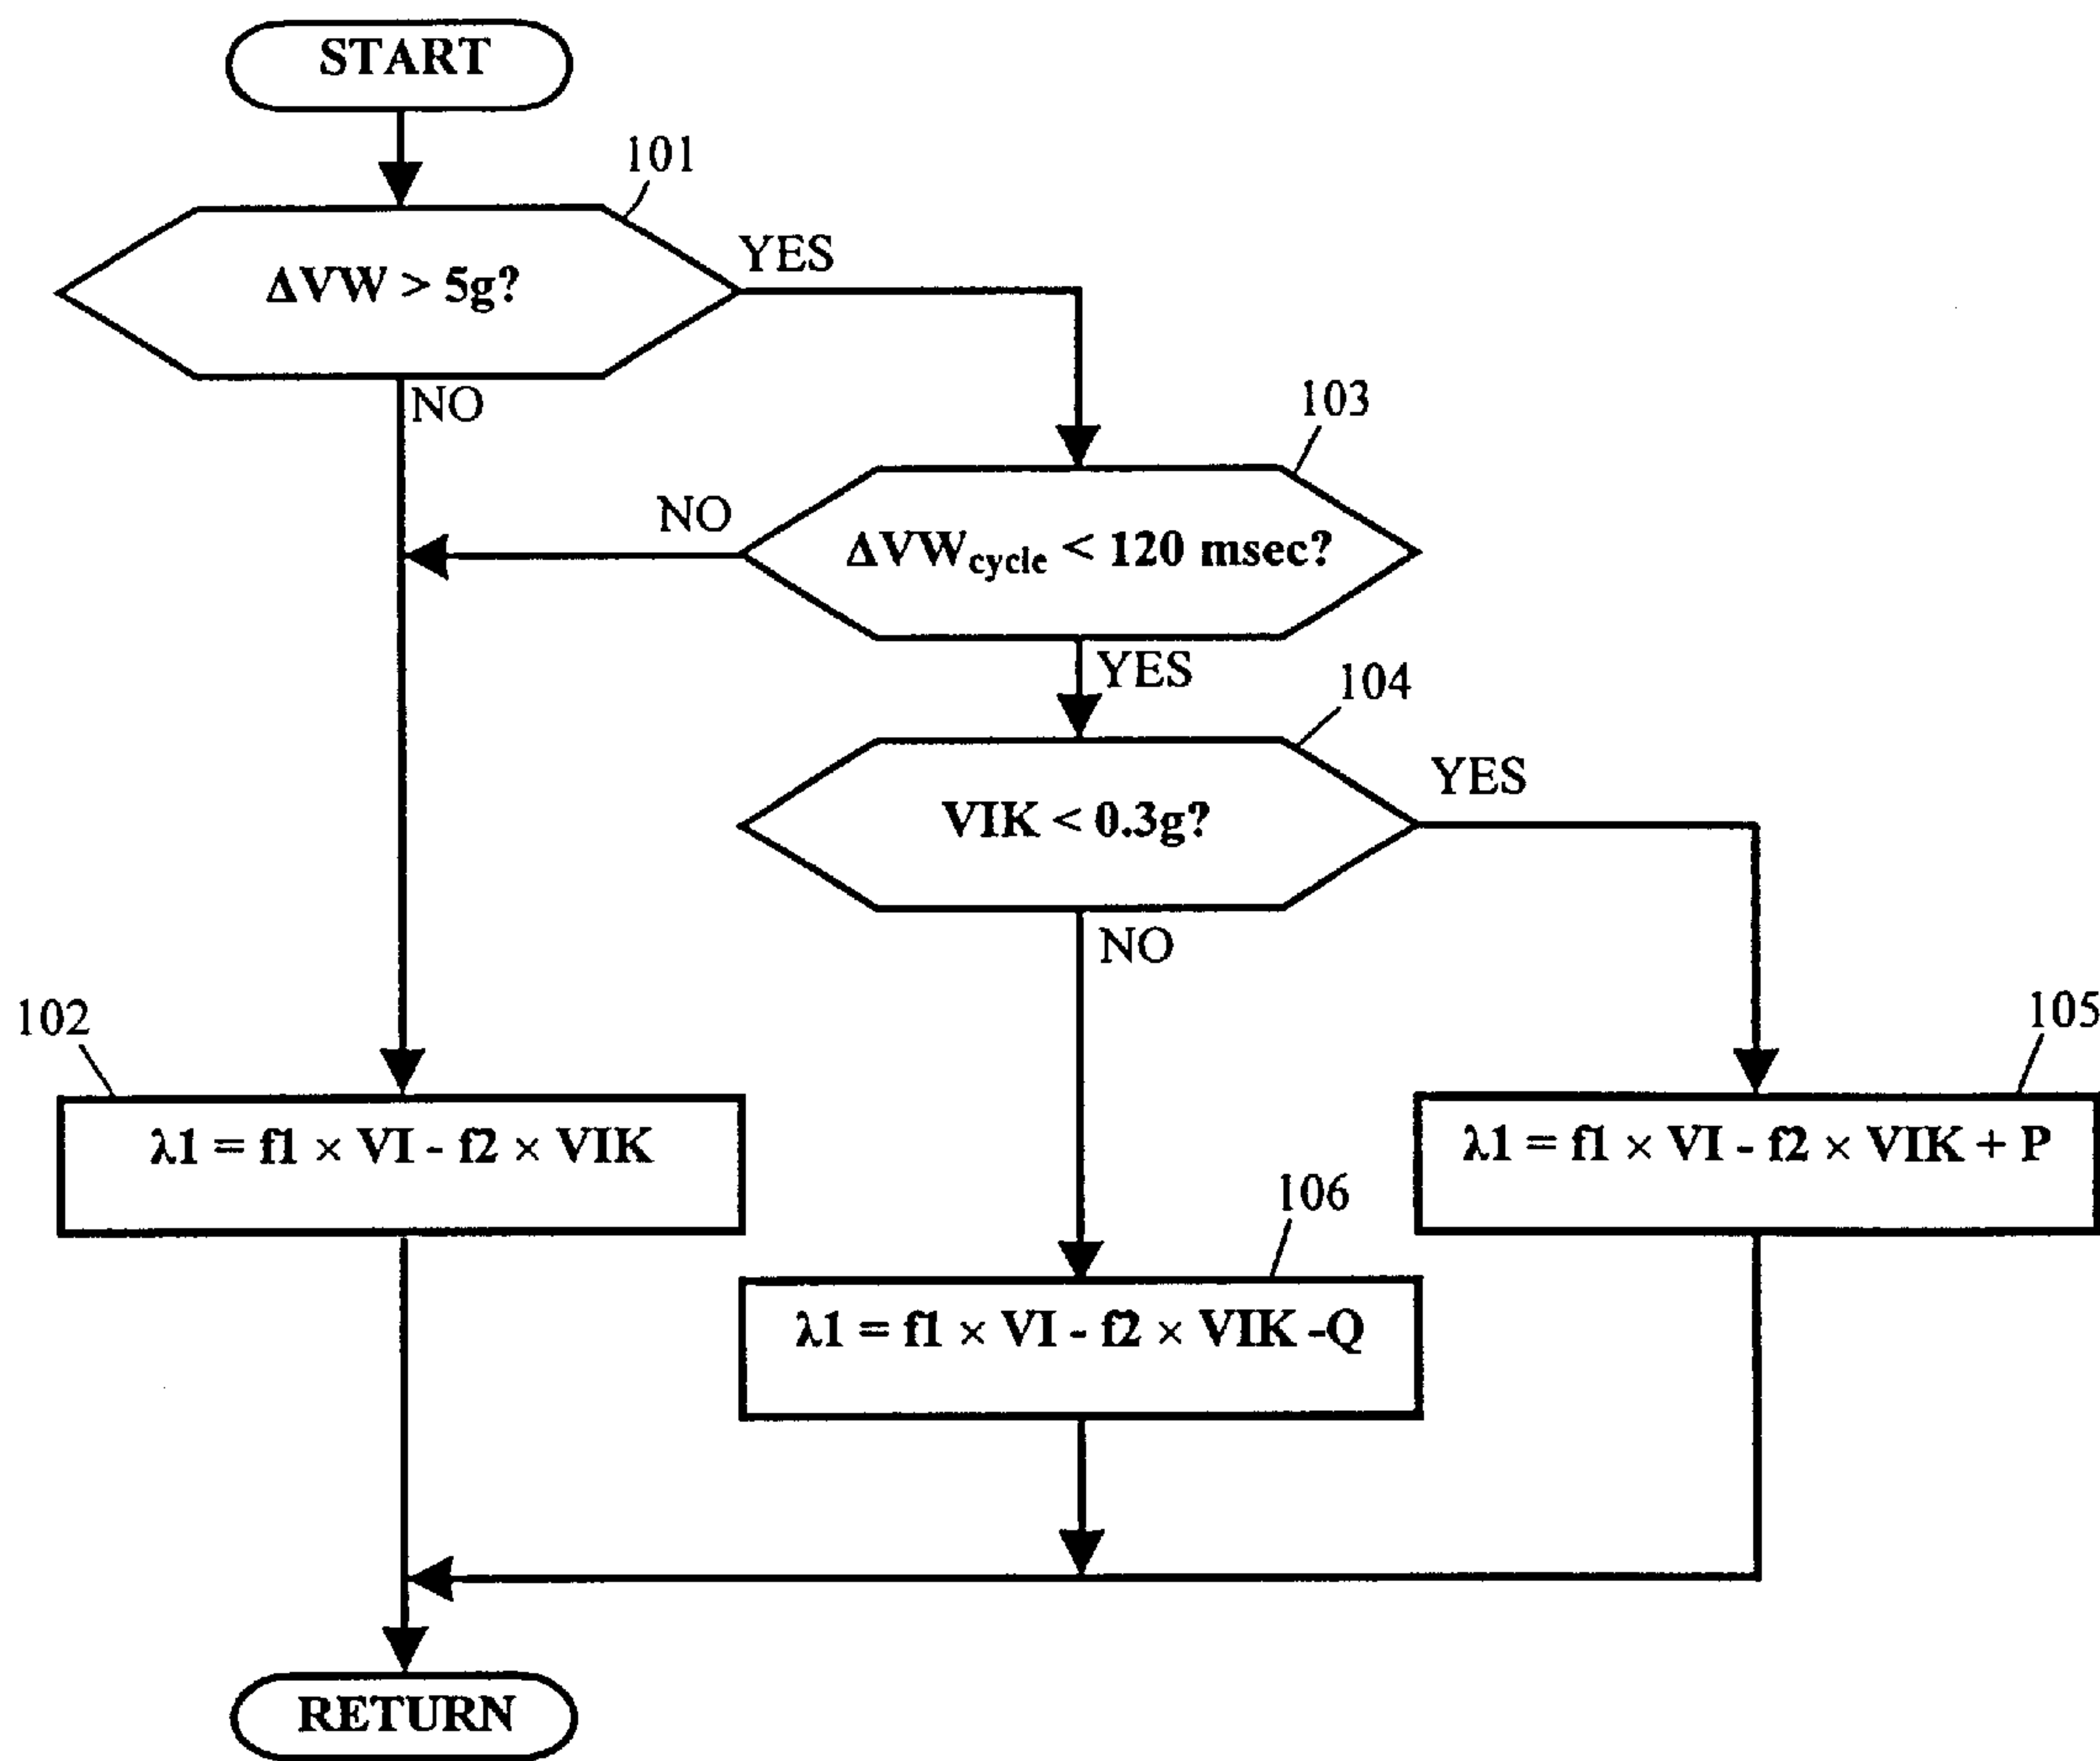 START
101
ΔVW > 5g?
YES
NO
103
NO
ΔVWcycle < 120 msec?
YES
104
VIK < 0.3g?
YES
NO
102
105
λ1 = f1 × VI - f2 × VIK
λ1 = f1 × VI - f2 × VIK + P
106
λ1 = f1 × VI - f2 × VIK -Q
RETURN